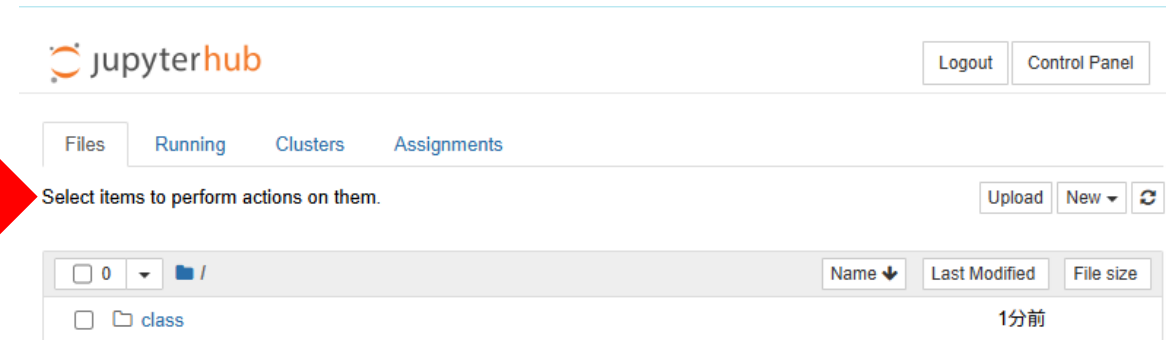 jupyterhub
Logout
Control Panel
Files
Running
Clusters
Assignments
Select items to perform actions on them.
Upload
New
0
/
Name
Last Modified
File size
class
1分前